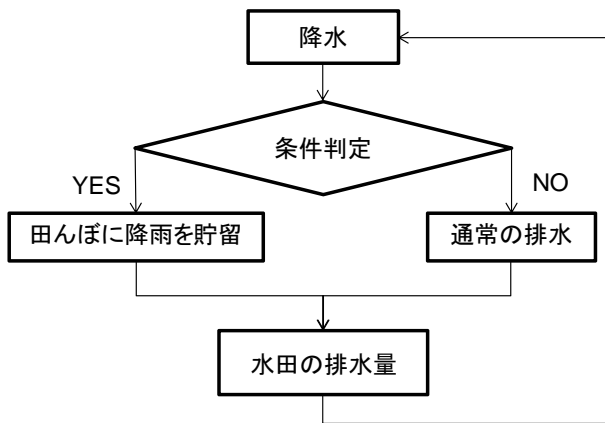 降水
条件判定
YES
NO
田んぼに降雨を貯留
通常の排水
水田の排水量